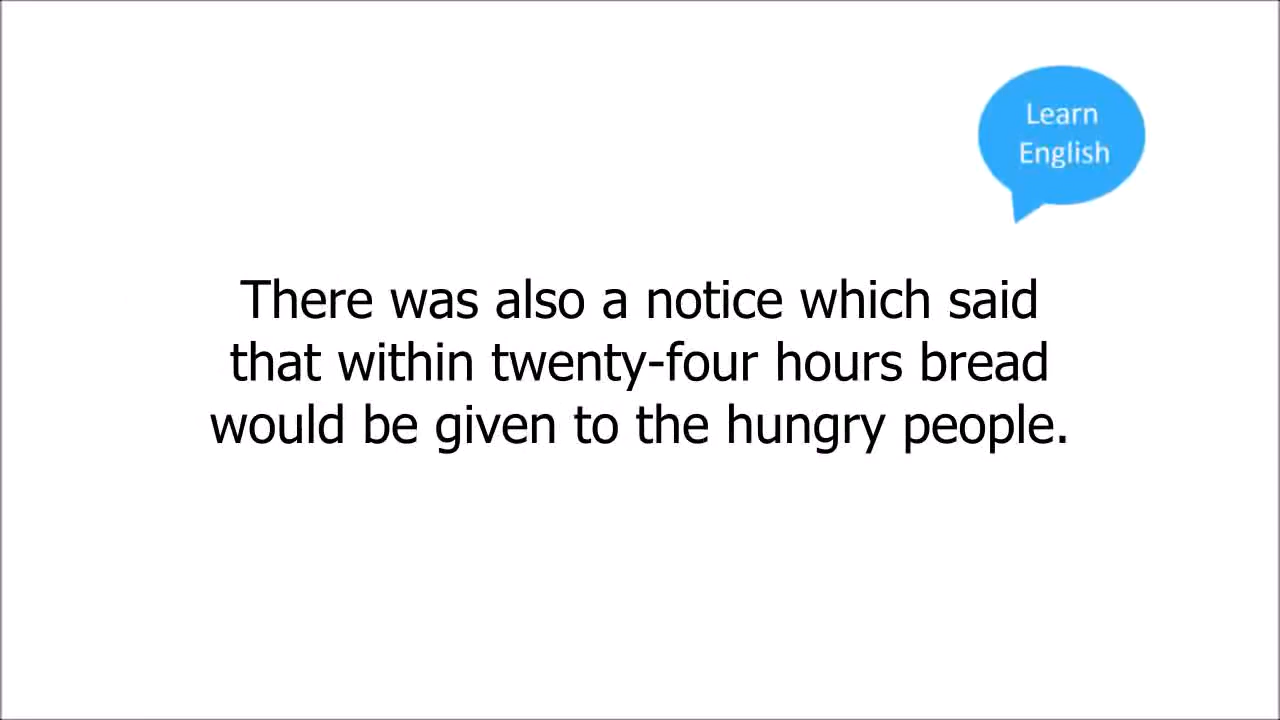 Learn
English
There was also a notice which said
that within twenty-four hours bread
would be given to the hungry people.